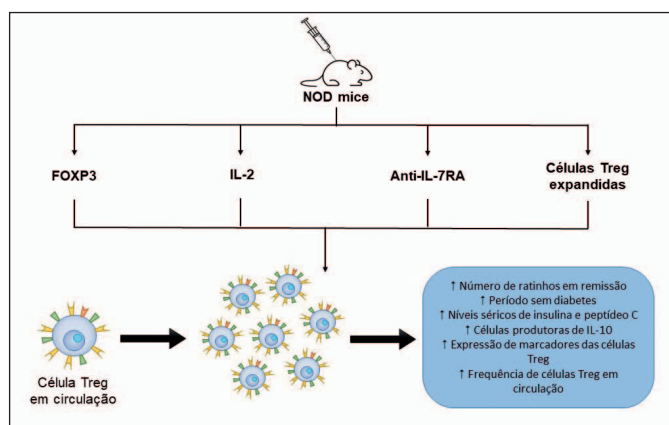 NOD mice
FOXP3
IL-2
Anti-IL-7RA
Células Treg
expandidas
Célula Treg
em circulação
↑ Número de ratinhos em remissão
↑ Período sem diabetes
↑ Níveis séricos de insulina e peptídeo C
↑ Células produtoras de IL-10
↑ Expressão de marcadores das células
Treg
↑ Frequência de células Treg em
circulação